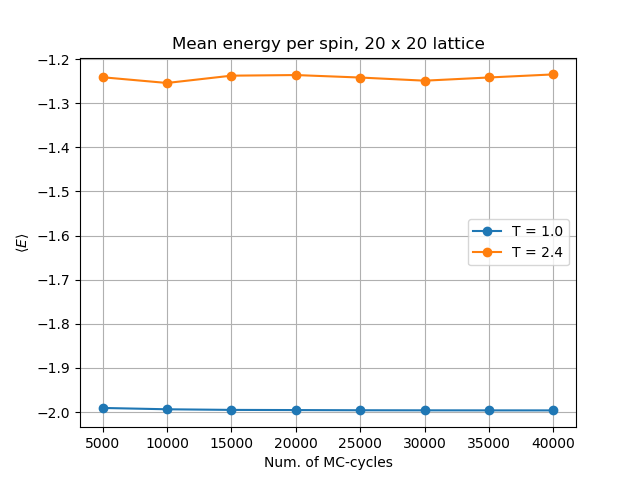 Mean energy per spin, 20 x 20 lattice
−1.2
−1.3
−1.4
−1.5
−1.6
−1.7
−1.8
−1.9
−2.0
⟨E⟩
T = 1.0
T = 2.4
5000 10000 15000 20000 25000 30000 35000 40000
Num. of MC-cycles